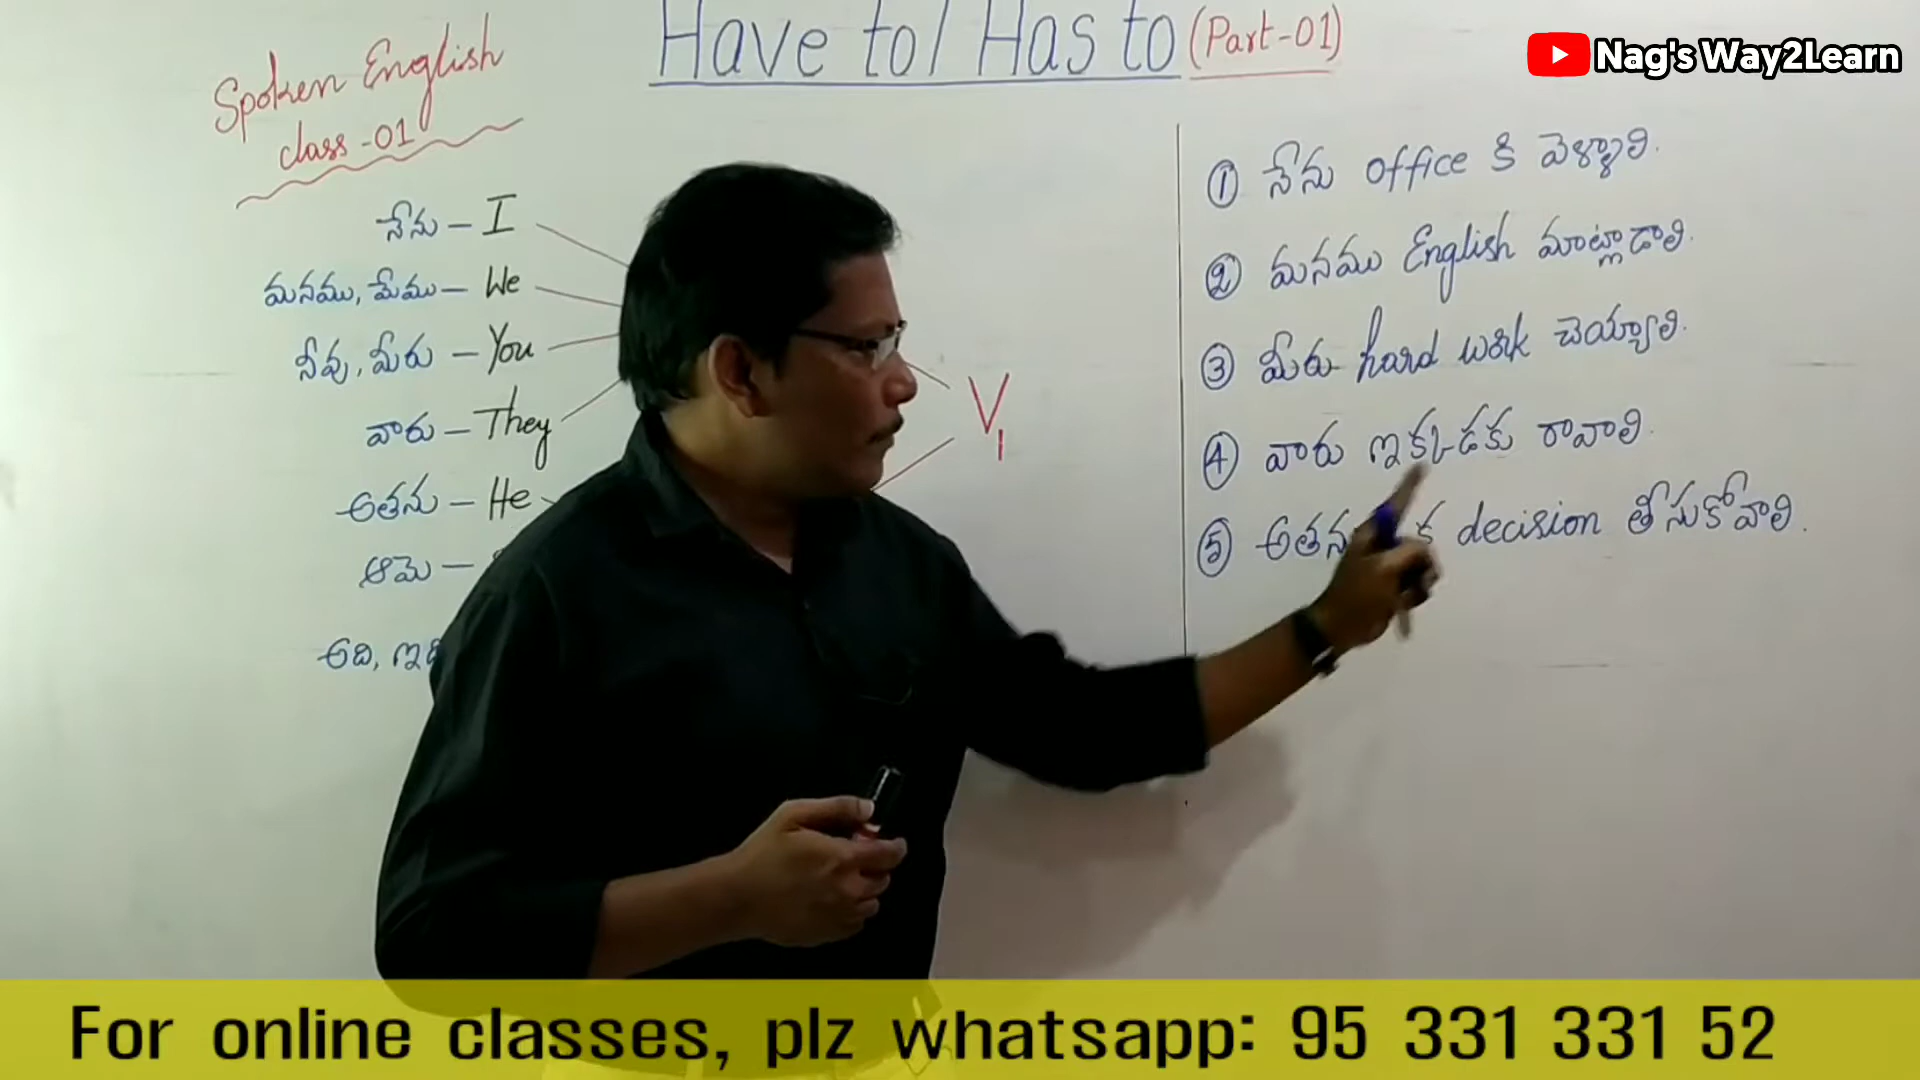 Have to / Has to (Part-01)
Nag's Way2Learn
Spoken English
class-01
నేను – I
మనము, మేము – We
నీవు, మీరు – You
వారు – They
అతను – He
ఆమె –
అది,
V1
① నేను office కి వెళ్ళాలి.
② మనము English మాట్లాడాలి.
③ మీరు hard work చెయ్యాలి.
④ వారు ఇక్కడకు రావాలి.
⑤ decision తీసుకోవాలి.
For online classes, plz whatsapp: 95 331 331 52